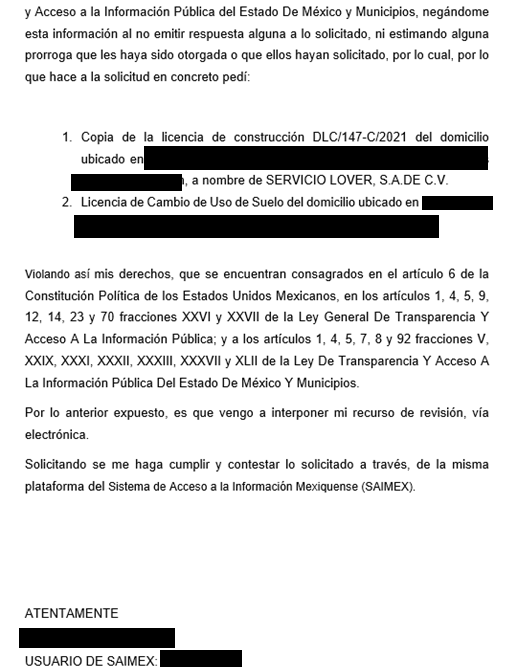 y Acceso a la Información Pública del Estado De México y Municipios, negándome
esta información al no emitir respuesta alguna a lo solicitado, ni estimando alguna
prorroga que les haya sido otorgada o que ellos hayan solicitado, por lo cual, por lo
que hace a la solicitud en concreto pedí:
1. Copia de la licencia de construcción DLC/147-C/2021 del domicilio
ubicado en
, a nombre de SERVICIO LOVER, S.A.DE C.V.
2. Licencia de Cambio de Uso de Suelo del domicilio ubicado en
Violando así mis derechos, que se encuentran consagrados en el artículo 6 de la
Constitución Política de los Estados Unidos Mexicanos, en los artículos 1, 4, 5, 9,
12, 14, 23 y 70 fracciones XXVI y XXVII de la Ley General De Transparencia Y
Acceso A La Información Pública; y a los artículos 1, 4, 5, 7, 8 y 92 fracciones V,
XXIX, XXXI, XXXII, XXXIII, XXXVII y XLII de la Ley De Transparencia Y Acceso A
La Información Pública Del Estado De México Y Municipios.
Por lo anterior expuesto, es que vengo a interponer mi recurso de revisión, vía
electrónica.
Solicitando se me haga cumplir y contestar lo solicitado a través, de la misma
plataforma del Sistema de Acceso a la Información Mexiquense (SAIMEX).
ATENTAMENTE
USUARIO DE SAIMEX: